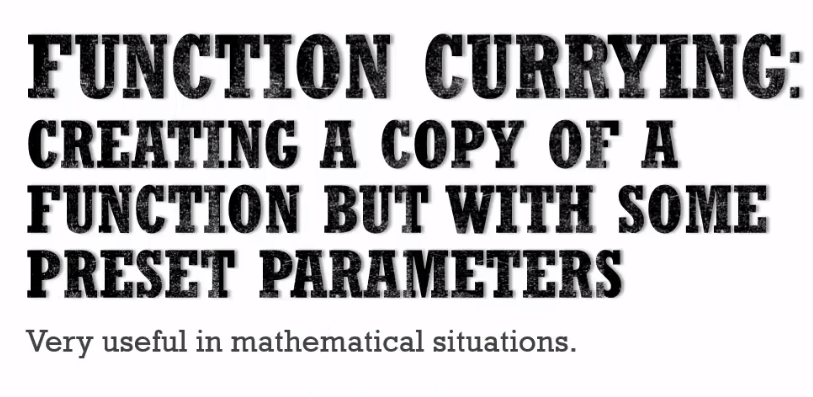 FUNCTION CURRYING:
CREATING A COPY OF A
FUNCTION BUT WITH SOME
PRESET PARAMETERS
Very useful in mathematical situations.